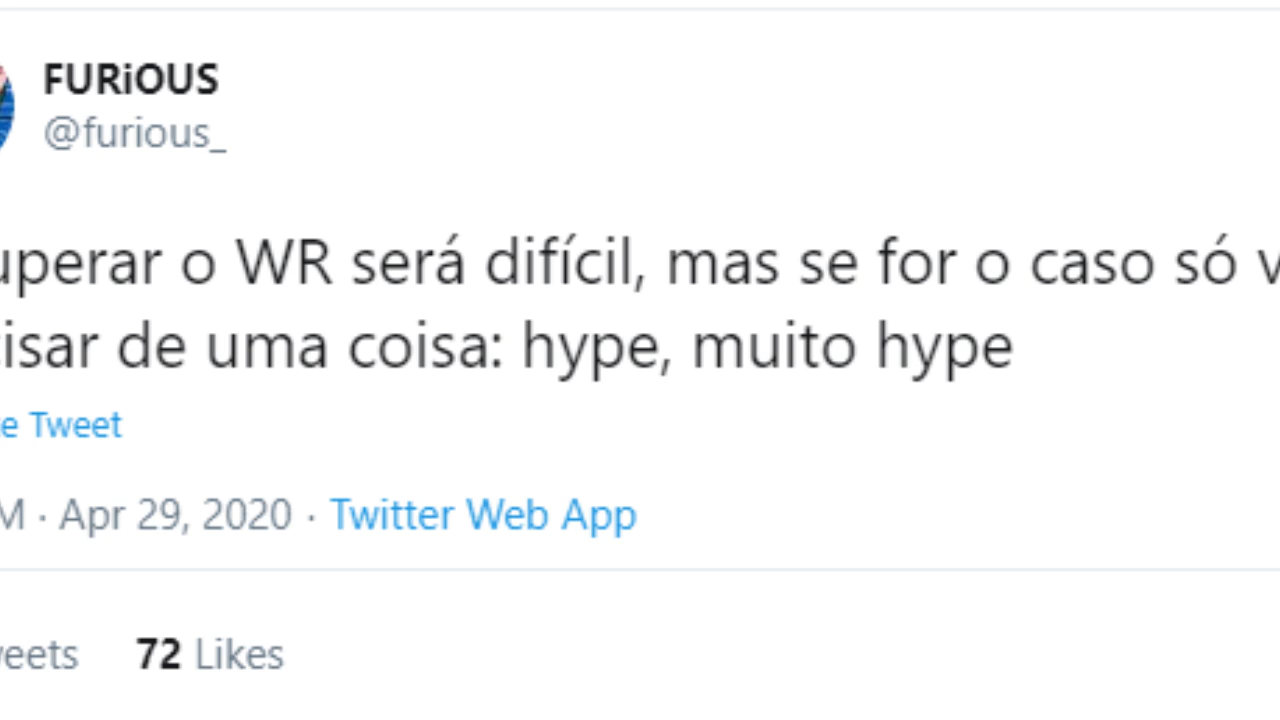 FURiOUS
@furious_
uperar o WR será difícil, mas se for o caso só v
isar de uma coisa: hype, muito hype
e Tweet
M · Apr 29, 2020 · Twitter Web App
eets 72 Likes